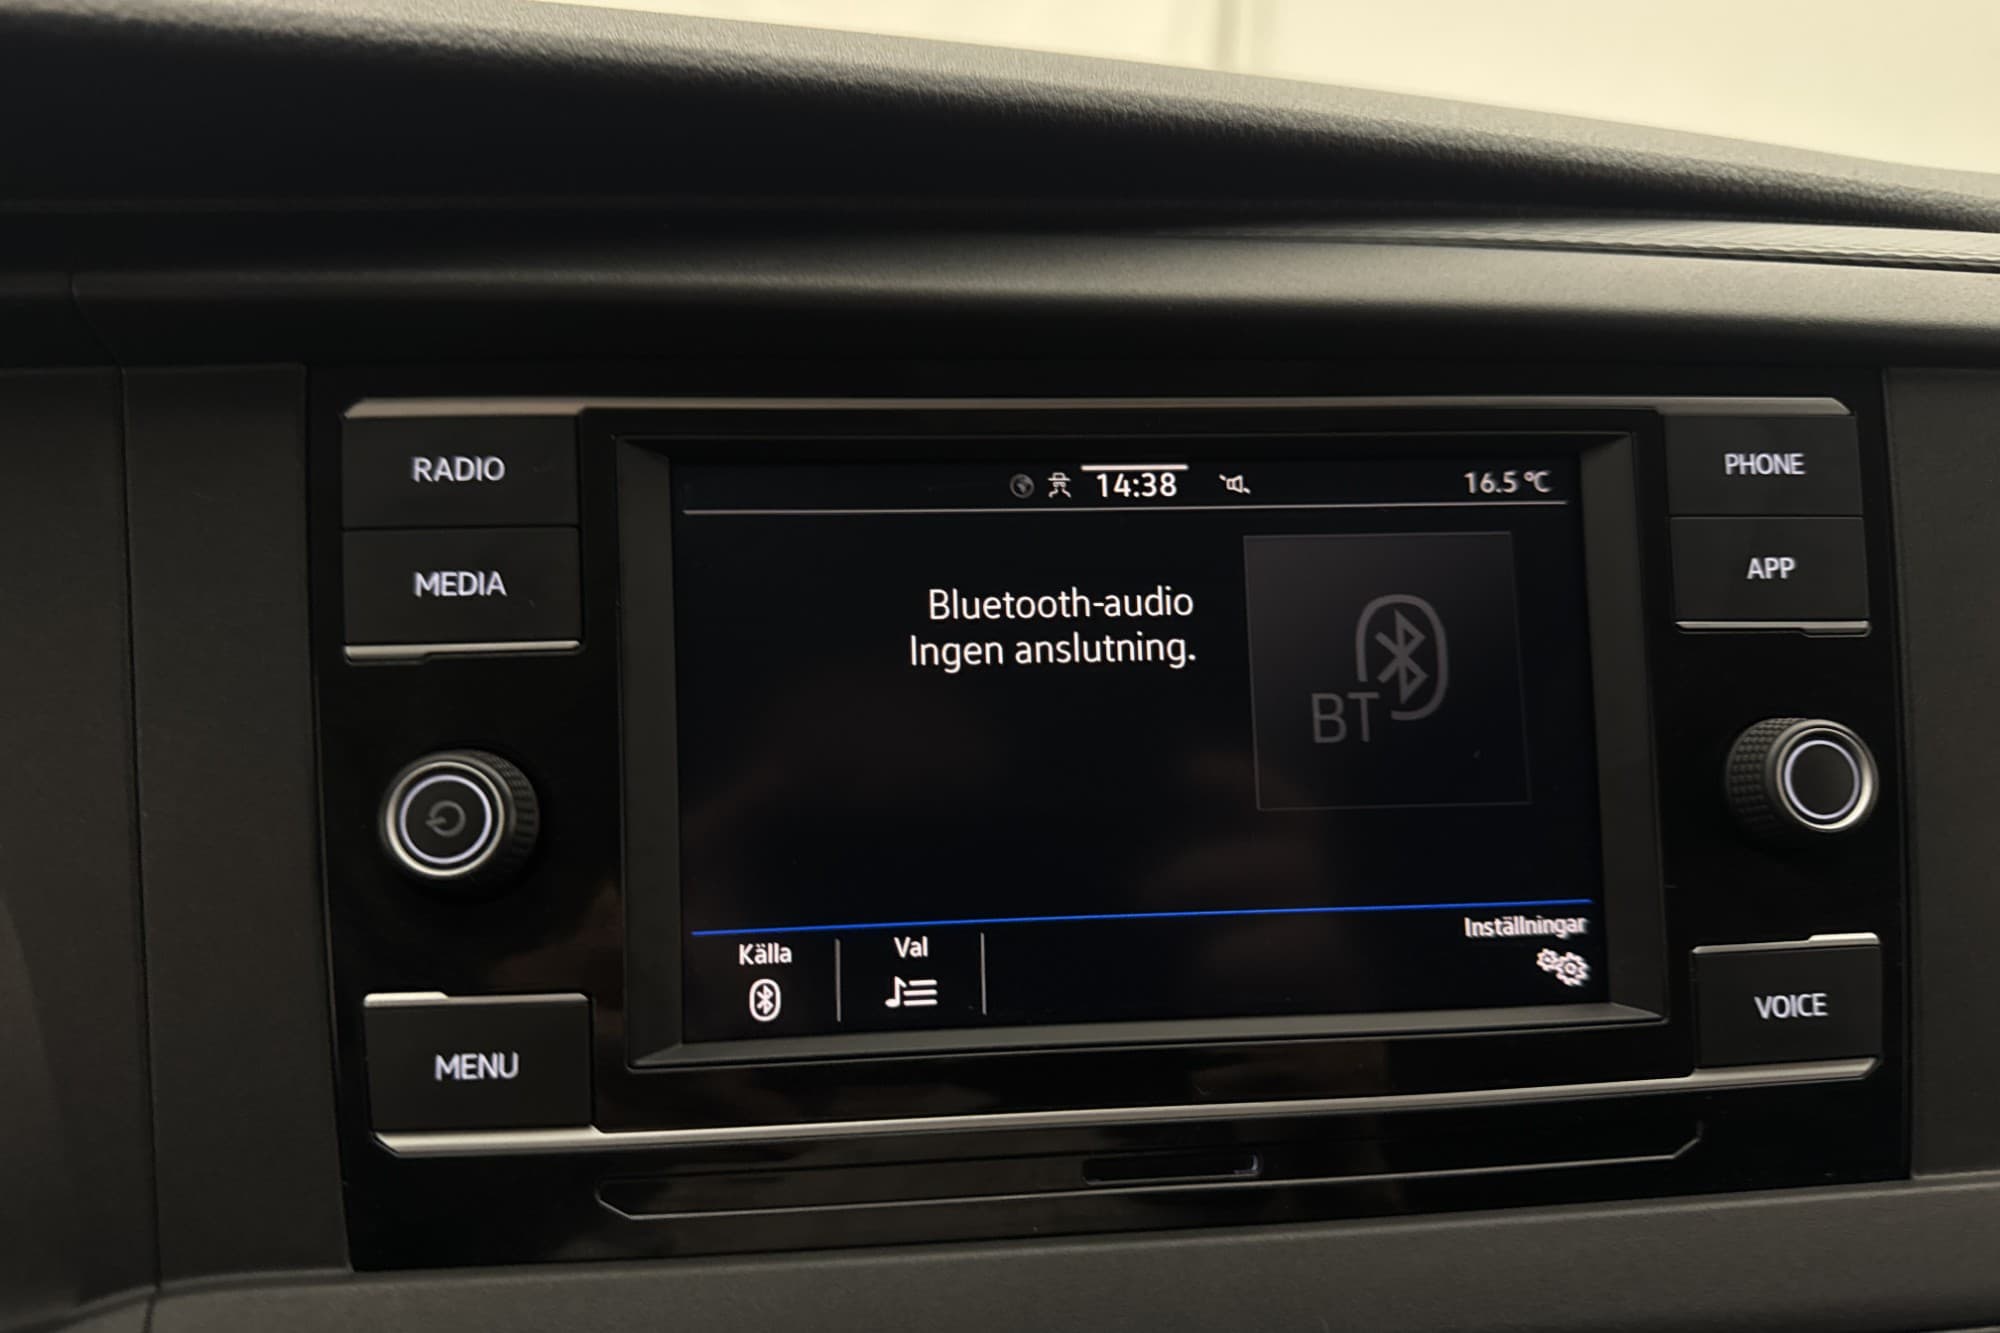 RADIO
MEDIA
MENU
14:38
16.5 °C
Bluetooth-audio
Ingen anslutning.
BT
Källa
Val
Inställningar
PHONE
APP
VOICE